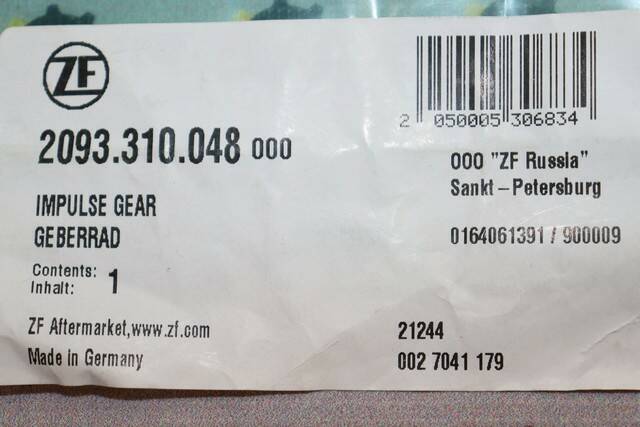 ZF
2093.310.048 000
IMPULSE GEAR
GEBERRAD
Contents:
Inhalt: 1
ZF Aftermarket,www.zf.com
Made in Germany
2 050005 306834
OOO "ZF Russia"
Sankt-Petersburg
0164061391 / 900009
21244
002 7041 179